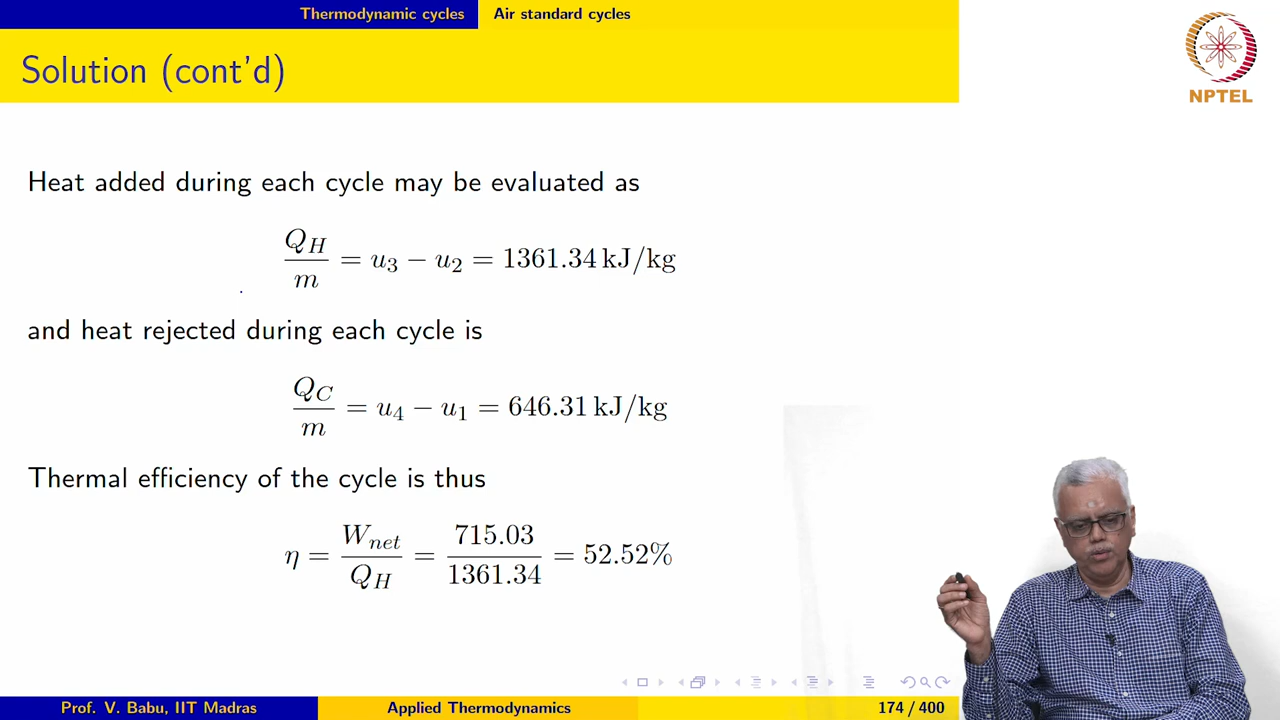 Thermodynamic cycles Air standard cycles
Solution (cont'd)
NPTEL
Heat added during each cycle may be evaluated as
Q_H/m = u_3 − u_2 = 1361.34 kJ/kg
and heat rejected during each cycle is
Q_C/m = u_4 − u_1 = 646.31 kJ/kg
Thermal efficiency of the cycle is thus
η = W_net/Q_H = 715.03/1361.34 = 52.52%
Prof. V. Babu, IIT Madras Applied Thermodynamics 174 / 400